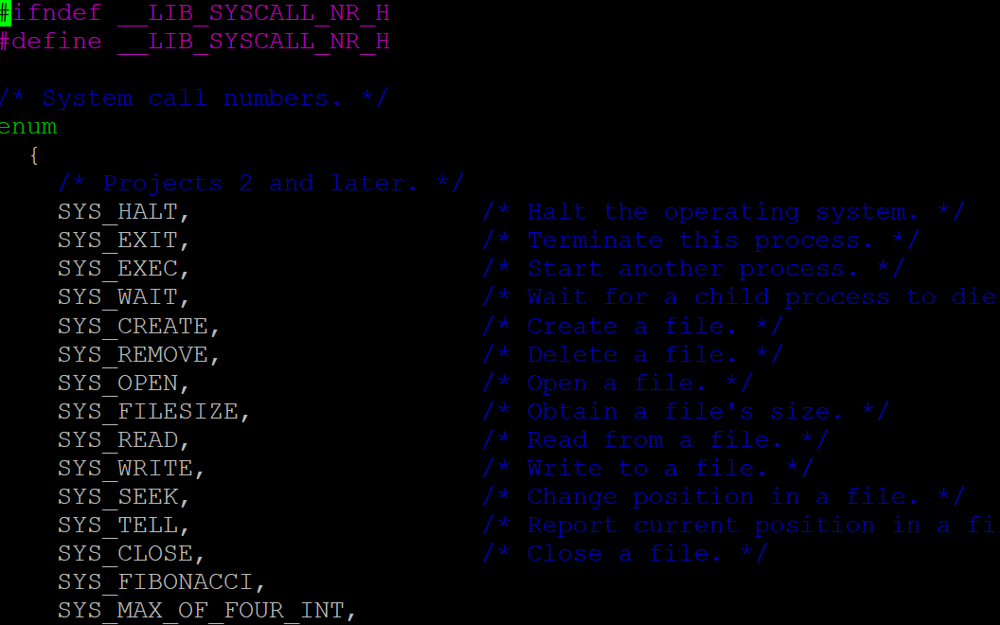 #ifndef __LIB_SYSCALL_NR_H
#define __LIB_SYSCALL_NR_H
/* System call numbers. */
enum
{
/* Projects 2 and later. */
SYS_HALT, /* Halt the operating system. */
SYS_EXIT, /* Terminate this process. */
SYS_EXEC, /* Start another process. */
SYS_WAIT, /* Wait for a child process to die
SYS_CREATE, /* Create a file. */
SYS_REMOVE, /* Delete a file. */
SYS_OPEN, /* Open a file. */
SYS_FILESIZE, /* Obtain a file's size. */
SYS_READ, /* Read from a file. */
SYS_WRITE, /* Write to a file. */
SYS_SEEK, /* Change position in a file. */
SYS_TELL, /* Report current position in a fi
SYS_CLOSE, /* Close a file. */
SYS_FIBONACCI,
SYS_MAX_OF_FOUR_INT,